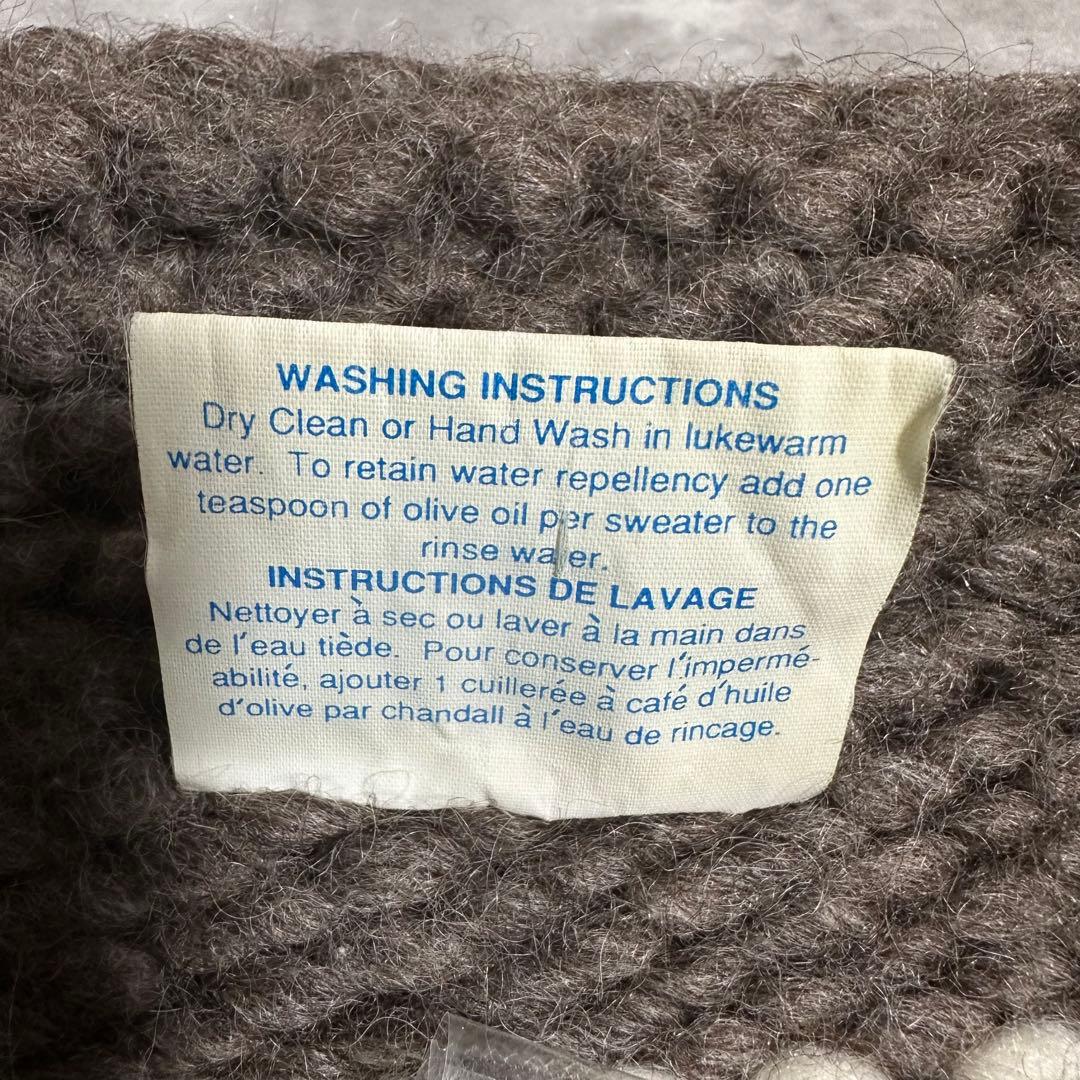 WASHING INSTRUCTIONS
Dry Clean or Hand Wash in lukewarm
water. To retain water repellency add one
teaspoon of olive oil per sweater to the
rinse water.
INSTRUCTIONS DE LAVAGE
Nettoyer à sec ou laver à la main dans
de l'eau tiède. Pour conserver l'impermé-
abilité, ajouter 1 cuillerée à café d'huile
d'olive par chandall à l'eau de rincage.